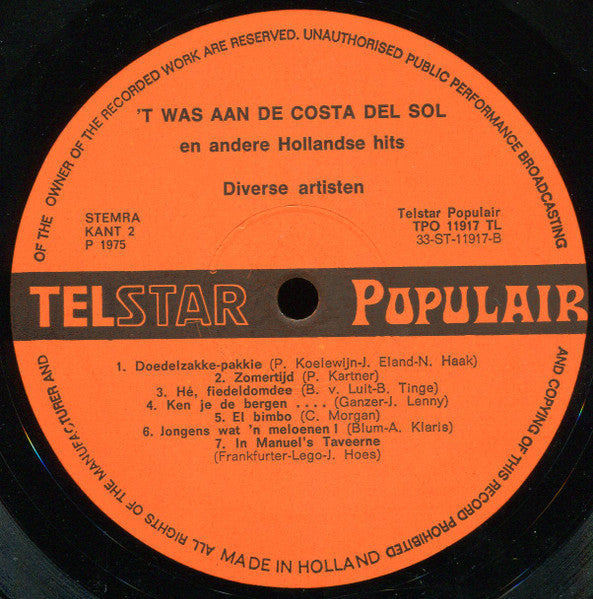 ALL RIGHTS OF THE MANUFACTURER AND OF THE OWNER OF THE RECORDED WORK ARE RESERVED. UNAUTHORISED PUBLIC PERFORMANCE BROADCASTING AND COPYING OF THIS RECORD PROHIBITED
'T WAS AAN DE COSTA DEL SOL
en andere Hollandse hits
Diverse artisten
STEMRA
KANT 2
P 1975
Telstar Populair
TPO 11917 TL
33-ST-11917-B
TELSTAR POPULAIR
1. Doedelzakke-pakkie (P. Koelewijn-J. Eland-N. Haak)
2. Zomertijd (P. Kartner)
3. Hé, fiedeldomdee (B. v. Luit-B. Tinge)
4. Ken je de bergen .... (Ganzer-J. Lenny)
5. El bimbo (C. Morgan)
6. Jongens wat 'n meloenen! (Blum-A. Klaris)
7. In Manuel's Taveerne
(Frankfurter-Lego-J. Hoes)
MADE IN HOLLAND